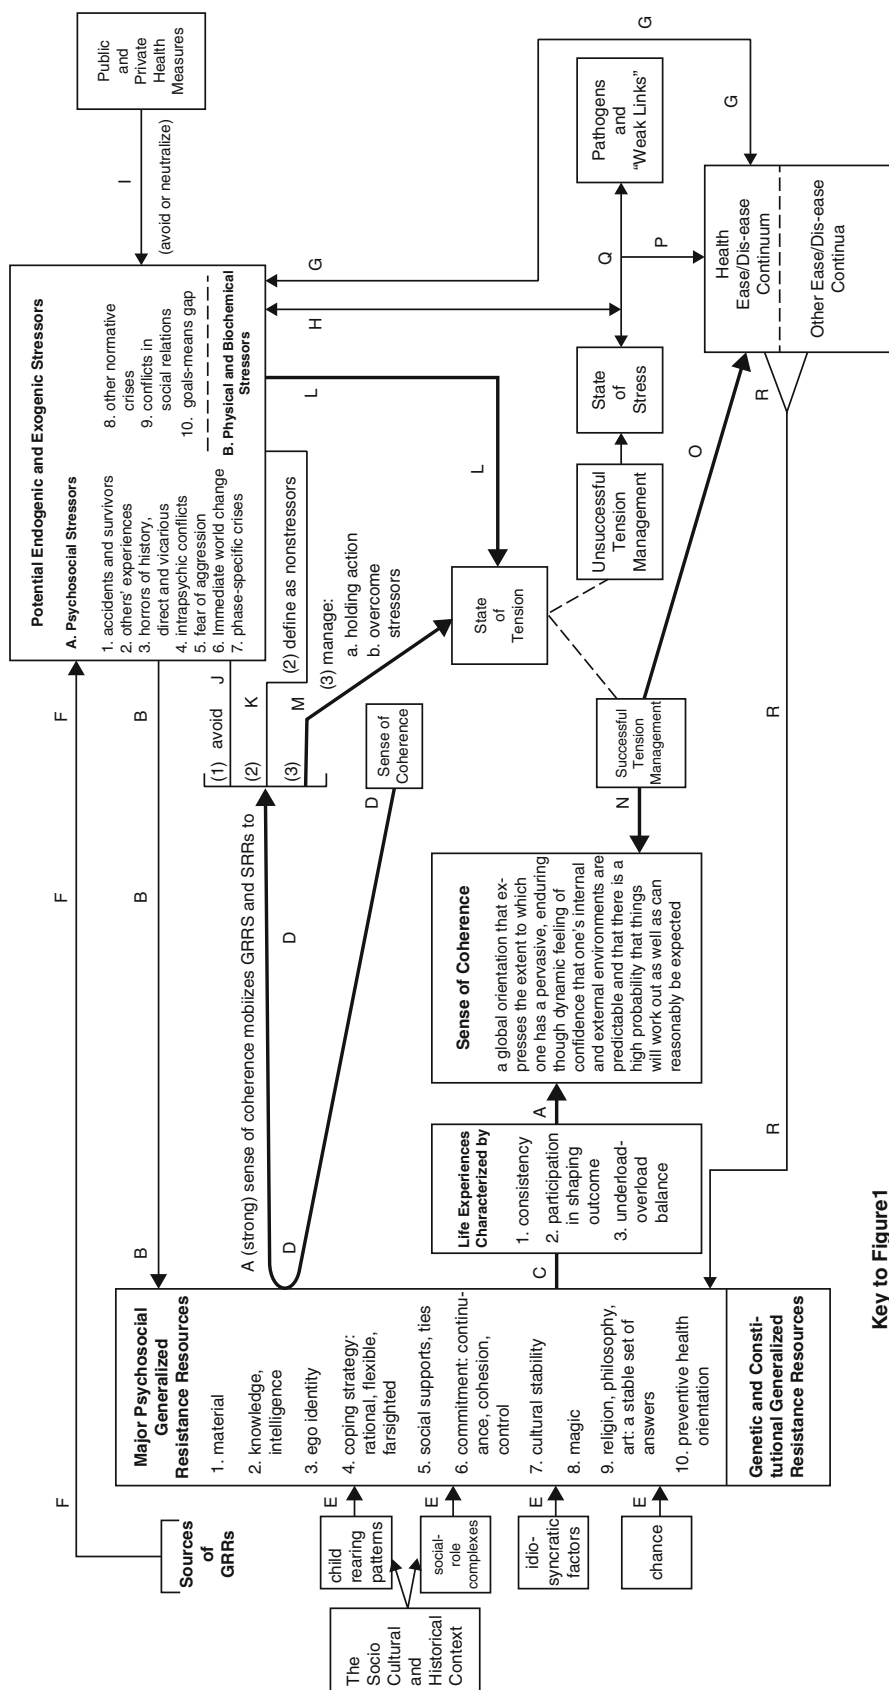 The
Socio
Cultural
and
Historical
Context
Sources
of
GRRs
child
rearing
patterns
social-
role
complexes
idio-
syncratic
factors
chance
E
E
E
E
F
F
F
Major Psychosocial
Generalized
Resistance Resources
1. material
2. knowledge,
intelligence
3. ego identity
4. coping strategy:
rational, flexible,
farsighted
5. social supports, ties
6. commitment: continu-
ance, cohesion,
control
7. cultural stability
8. magic
9. religion, philosophy,
art: a stable set of
answers
10. preventive health
orientation
Genetic and Consti-
tutional Generalized
Resistance Resources
B
B
B
A (strong) sense of coherence mobiizes GRRS and SRRs to
D
D
D
C
Life Experiences
Characterized by
1. consistency
2. participation
in shaping
outcome
3. underload-
overload
balance
A
Sense of Coherence
a global orientation that ex-
presses the extent to which
one has a pervasive, enduring
though dynamic feeling of
confidence that one's internal
and external environments are
predictable and that there is a
high probability that things
will work out as well as can
reasonably be expected
N
(1) avoid J
(2) K
(3) M
(2) define as nonstressors
(3) manage:
a. holding action
b. overcome
stressors
Sense of
Coherence
Successful
Tension
Management
State
of
Tension
Unsuccessful
Tension
Management
State
of
Stress
Potential Endogenic and Exogenic Stressors
A. Psychosocial Stressors
1. accidents and survivors
2. others' experiences
3. horrors of history,
direct and vicarious
4. intrapsychic conflicts
5. fear of aggression
6. Immediate world change
7. phase-specific crises
8. other normative
crises
9. conflicts in
social relations
10. goals-means gap
B. Physical and Biochemical
Stressors
L
L
H
G
G
G
I
(avoid or neutralize)
Public
and
Private
Health
Measures
Pathogens
and
"Weak Links"
Q
P
O
Health
Ease/Dis-ease
Continuum
Other Ease/Dis-ease
Continua
R
R
R
Key to Figure1